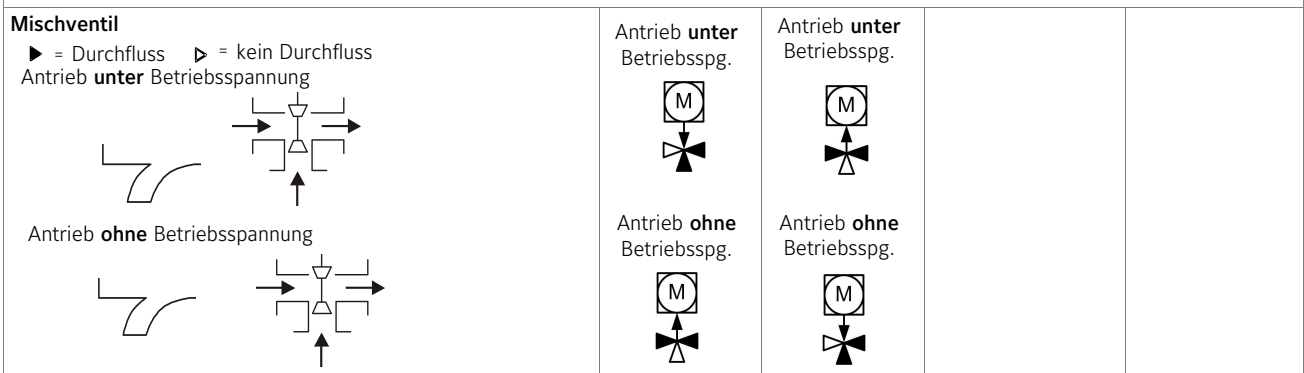 Mischventil
= Durchfluss = kein Durchfluss
Antrieb unter Betriebsspannung
Antrieb ohne Betriebsspannung
Antrieb unter
Betriebsspg.
M
Antrieb ohne
Betriebsspg.
M
Antrieb unter
Betriebsspg.
M
Antrieb ohne
Betriebsspg.
M